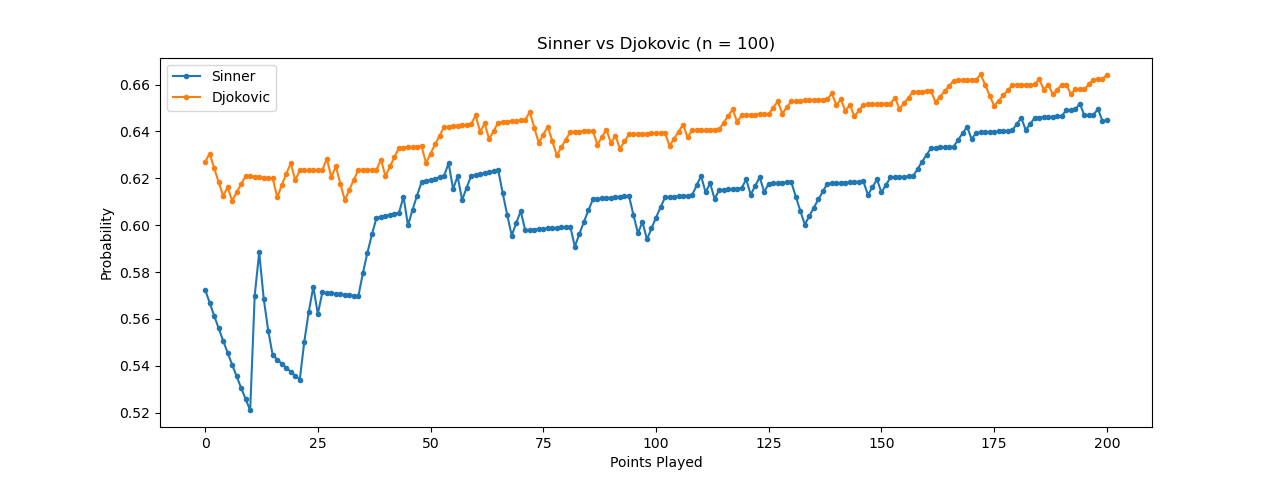 Sinner vs Djokovic (n = 100)
Sinner
Djokovic
Probability
0.66
0.64
0.62
0.60
0.58
0.56
0.54
0.52
0 25 50 75 100 125 150 175 200
Points Played